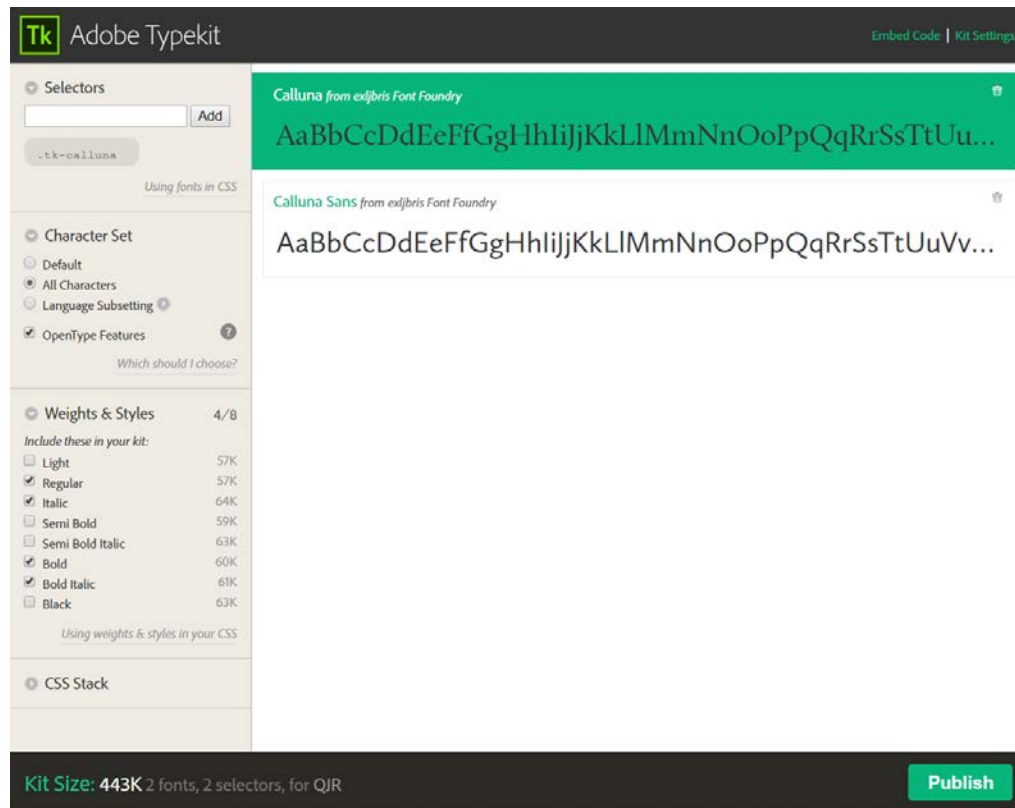 Tk Adobe Typekit
Embed Code | Kit Settings
Selectors
Add
.tk-calluna
Using fonts in CSS
Character Set
Default
All Characters
Language Subsetting
OpenType Features ?
Which should I choose?
Weights & Styles 4/8
Include these in your kit:
Light 57K
Regular 57K
Italic 64K
Semi Bold 59K
Semi Bold Italic 63K
Bold 60K
Bold Italic 61K
Black 63K
Using weights & styles in your CSS
CSS Stack
Calluna from exljbris Font Foundry
AaBbCcDdEeFfGgHhIiJjKkLlMmNnOoPpQqRrSsTtUu...
Calluna Sans from exljbris Font Foundry
AaBbCcDdEeFfGgHhIiJjKkLlMmNnOoPpQqRrSsTtUuVv...
Kit Size: 443K 2 fonts, 2 selectors, for QJR
Publish